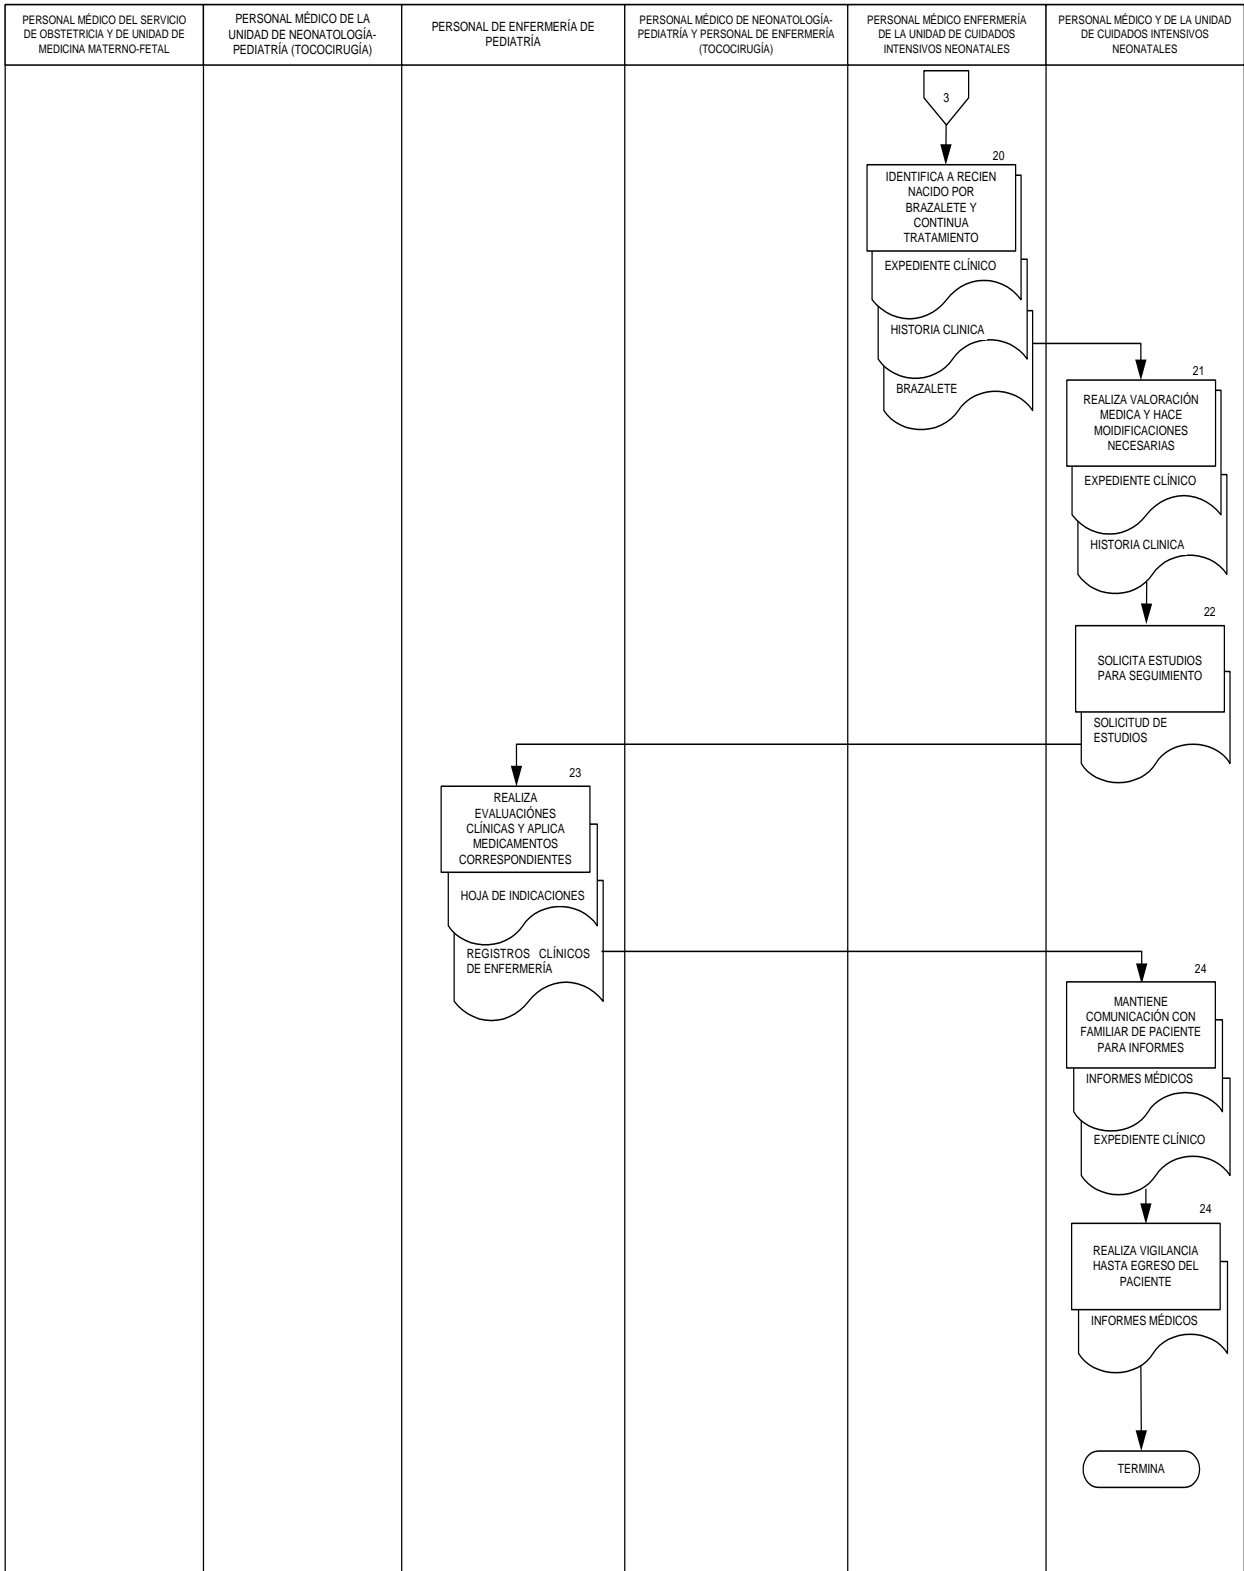 PERSONAL MÉDICO DEL SERVICIO
DE OBSTETRICIA Y DE UNIDAD DE
MEDICINA MATERNO-FETAL
PERSONAL MÉDICO DE LA
UNIDAD DE NEONATOLOGÍA-
PEDIATRÍA (TOCOCIRUGÍA)
PERSONAL DE ENFERMERÍA DE
PEDIATRÍA
PERSONAL MÉDICO DE NEONATOLOGÍA-
PEDIATRÍA Y PERSONAL DE ENFERMERÍA
(TOCOCIRUGÍA)
PERSONAL MÉDICO ENFERMERÍA
DE LA UNIDAD DE CUIDADOS
INTENSIVOS NEONATALES
PERSONAL MÉDICO Y DE LA UNIDAD
DE CUIDADOS INTENSIVOS
NEONATALES
3
20
IDENTIFICA A RECIEN
NACIDO POR
BRAZALETE Y
CONTINUA
TRATAMIENTO
EXPEDIENTE CLÍNICO
HISTORIA CLINICA
BRAZALETE
21
REALIZA VALORACIÓN
MEDICA Y HACE
MOIDIFICACIONES
NECESARIAS
EXPEDIENTE CLÍNICO
HISTORIA CLINICA
22
SOLICITA ESTUDIOS
PARA SEGUIMIENTO
SOLICITUD DE
ESTUDIOS
23
REALIZA
EVALUACIÓNES
CLÍNICAS Y APLICA
MEDICAMENTOS
CORRESPONDIENTES
HOJA DE INDICACIONES
REGISTROS CLÍNICOS
DE ENFERMERÍA
24
MANTIENE
COMUNICACIÓN CON
FAMILIAR DE PACIENTE
PARA INFORMES
INFORMES MÉDICOS
EXPEDIENTE CLÍNICO
24
REALIZA VIGILANCIA
HASTA EGRESO DEL
PACIENTE
INFORMES MÉDICOS
TERMINA